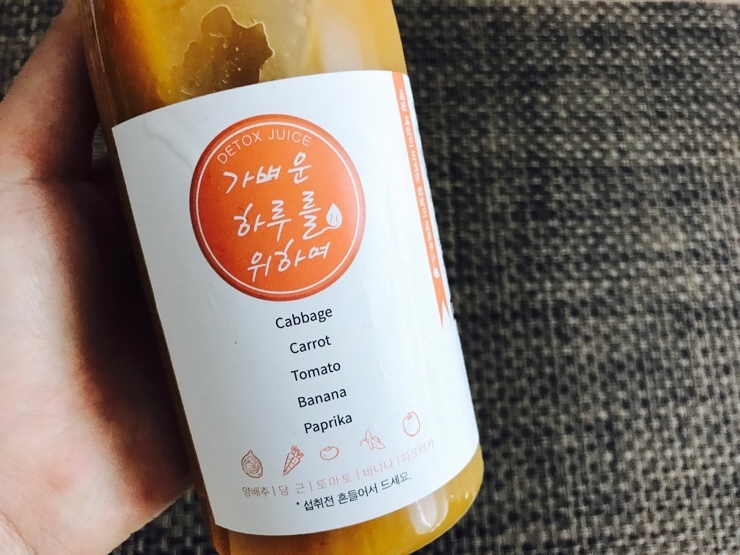 DETOX JUICE
가벼운
하루를
위하여
Cabbage
Carrot
Tomato
Banana
Paprika
양배추 | 당 근 | 토마토 | 바나나 | 파프리카
* 섭취전 흔들어서 드세요.